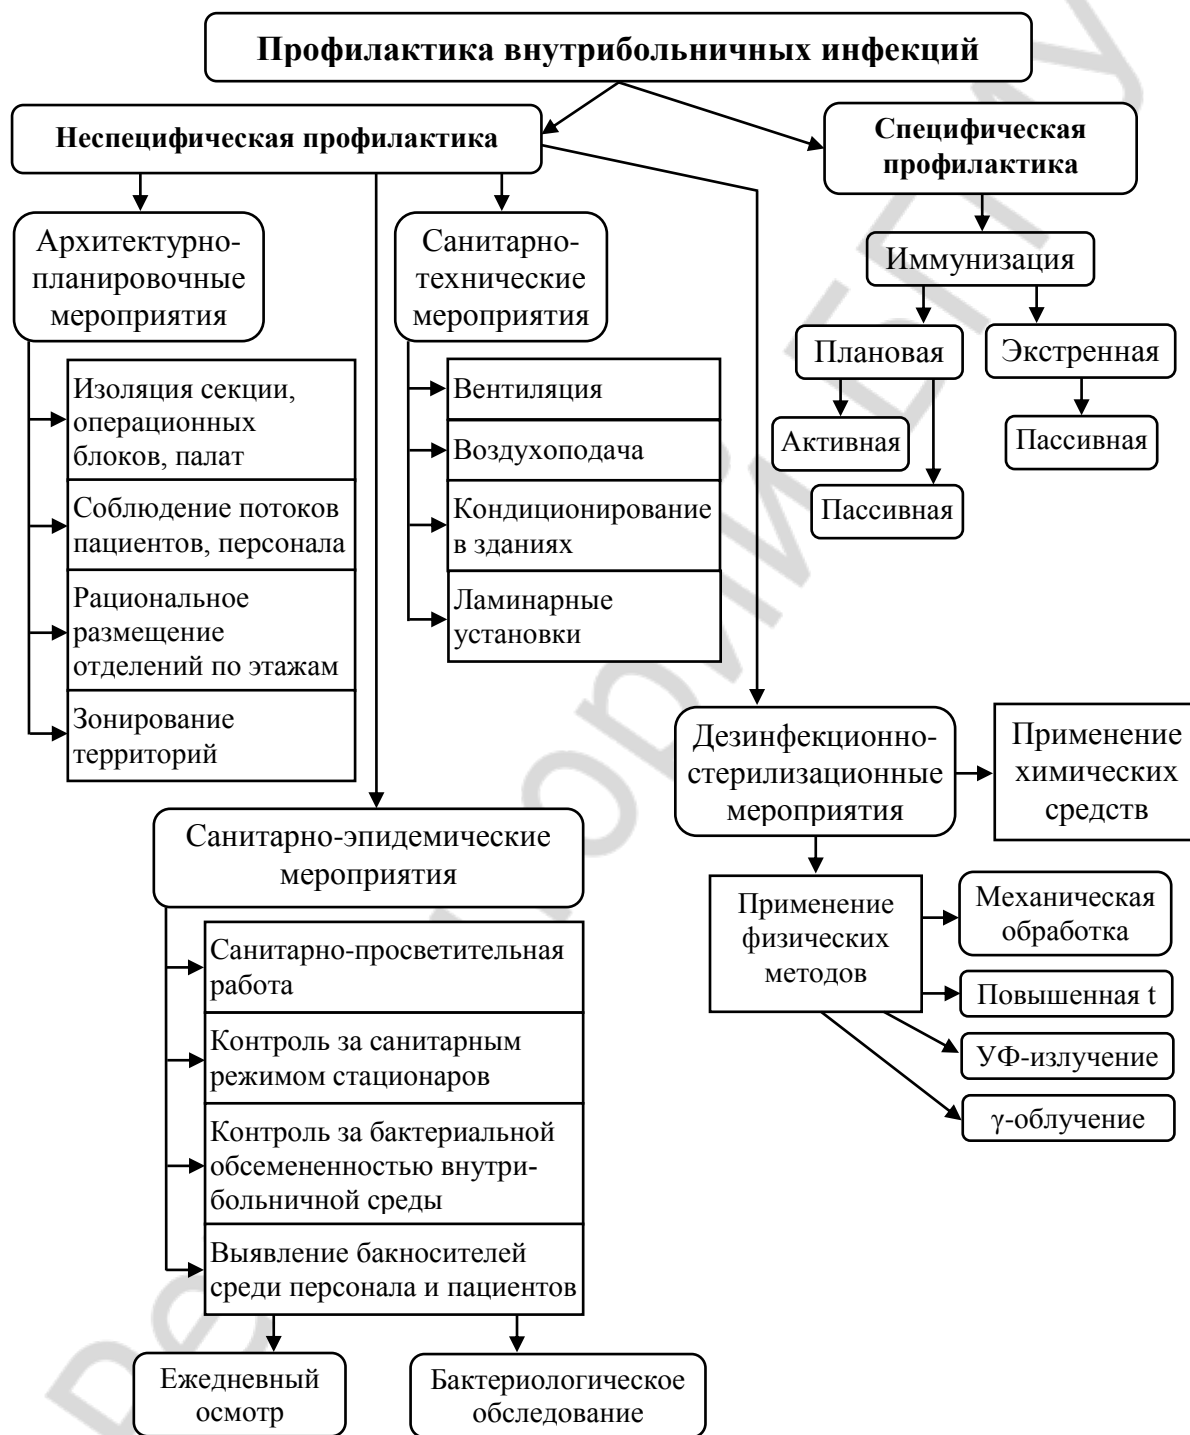 Профилактика внутрибольничных инфекций
Неспецифическая профилактика
Специфическая
профилактика
Архитектурно-
планировочные
мероприятия
Санитарно-
технические
мероприятия
Иммунизация
Плановая
Экстренная
Активная
Пассивная
Пассивная
Изоляция секции,
операционных
блоков, палат
Соблюдение потоков
пациентов, персонала
Рациональное
размещение
отделений по этажам
Зонирование
территорий
Вентиляция
Воздухоподача
Кондиционирование
в зданиях
Ламинарные
установки
Дезинфекционно-
стерилизационные
мероприятия
Применение
химических
средств
Санитарно-эпидемические
мероприятия
Применение
физических
методов
Механическая
обработка
Повышенная t
УФ-излучение
γ-облучение
Санитарно-просветительная
работа
Контроль за санитарным
режимом стационаров
Контроль за бактериальной
обсемененностью внутри-
больничной среды
Выявление бакносителей
среди персонала и пациентов
Ежедневный
осмотр
Бактериологическое
обследование